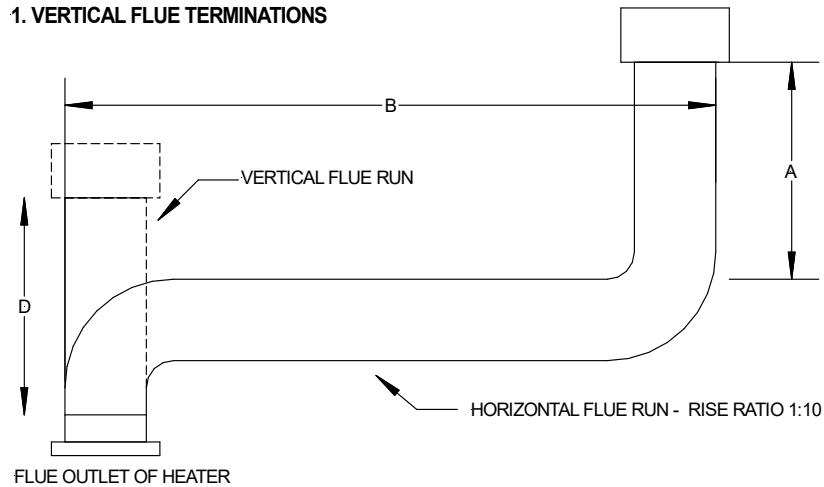 1. VERTICAL FLUE TERMINATIONS
B
VERTICAL FLUE RUN
A
D
HORIZONTAL FLUE RUN - RISE RATIO 1:10
FLUE OUTLET OF HEATER